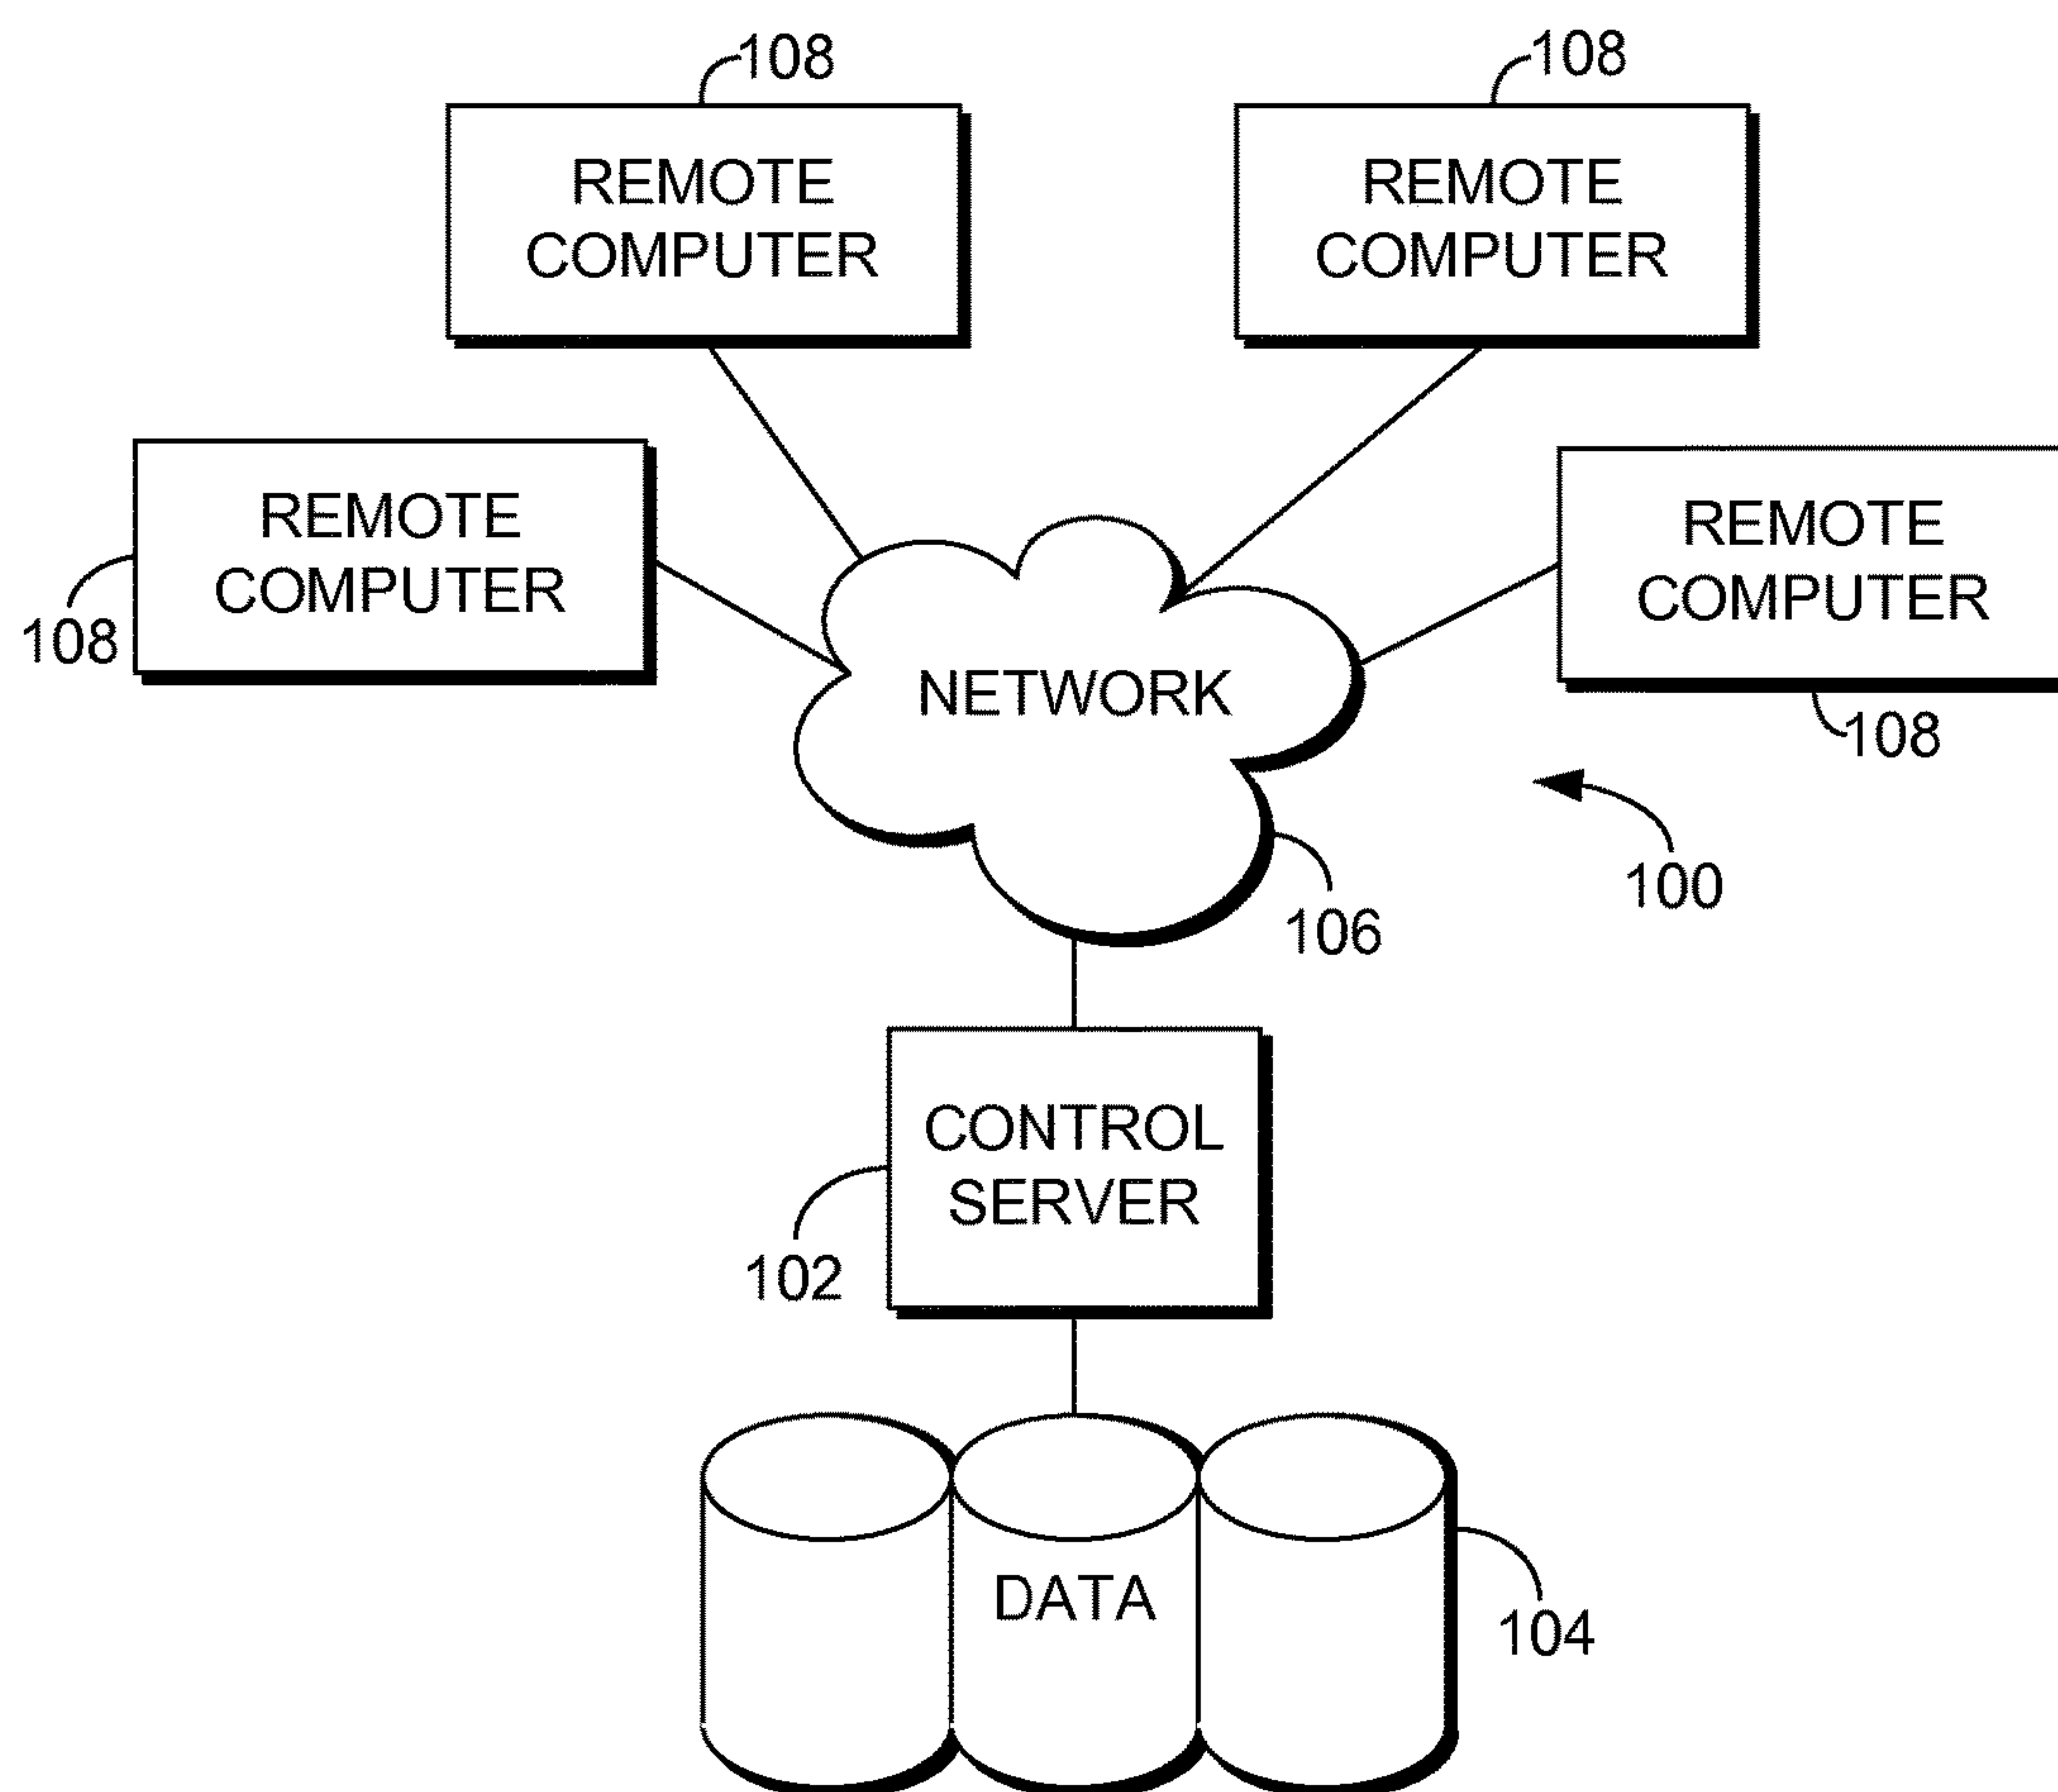 108
108
REMOTE
COMPUTER
REMOTE
COMPUTER
REMOTE
COMPUTER
108
REMOTE
COMPUTER
108
NETWORK
100
106
CONTROL
SERVER
102
DATA
104